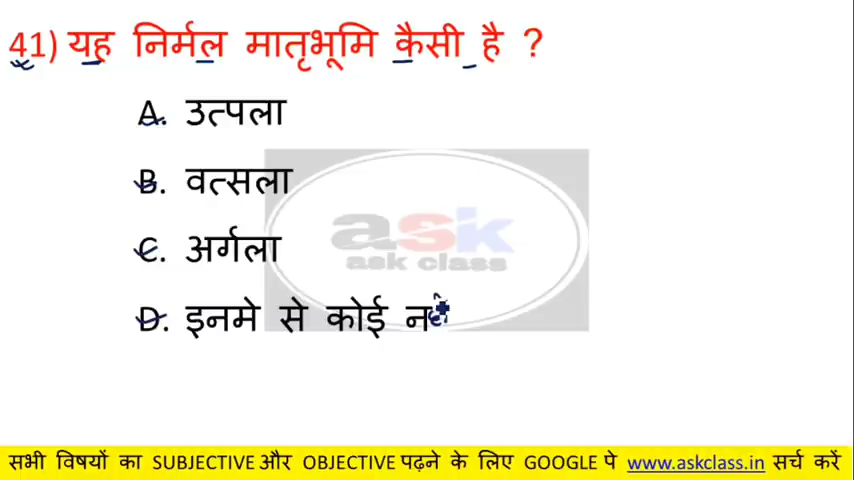 41) यह निर्मल मातृभूमि कैसी है ?
A. उत्पला
B. वत्सला
ask
C. अर्गला
ask class
D. इनमे से कोई
सभी विषयों का SUBJECTIVE और OBJECTIVE पढ़ने के लिए GOOGLE पे www.askclass.in सर्च करें